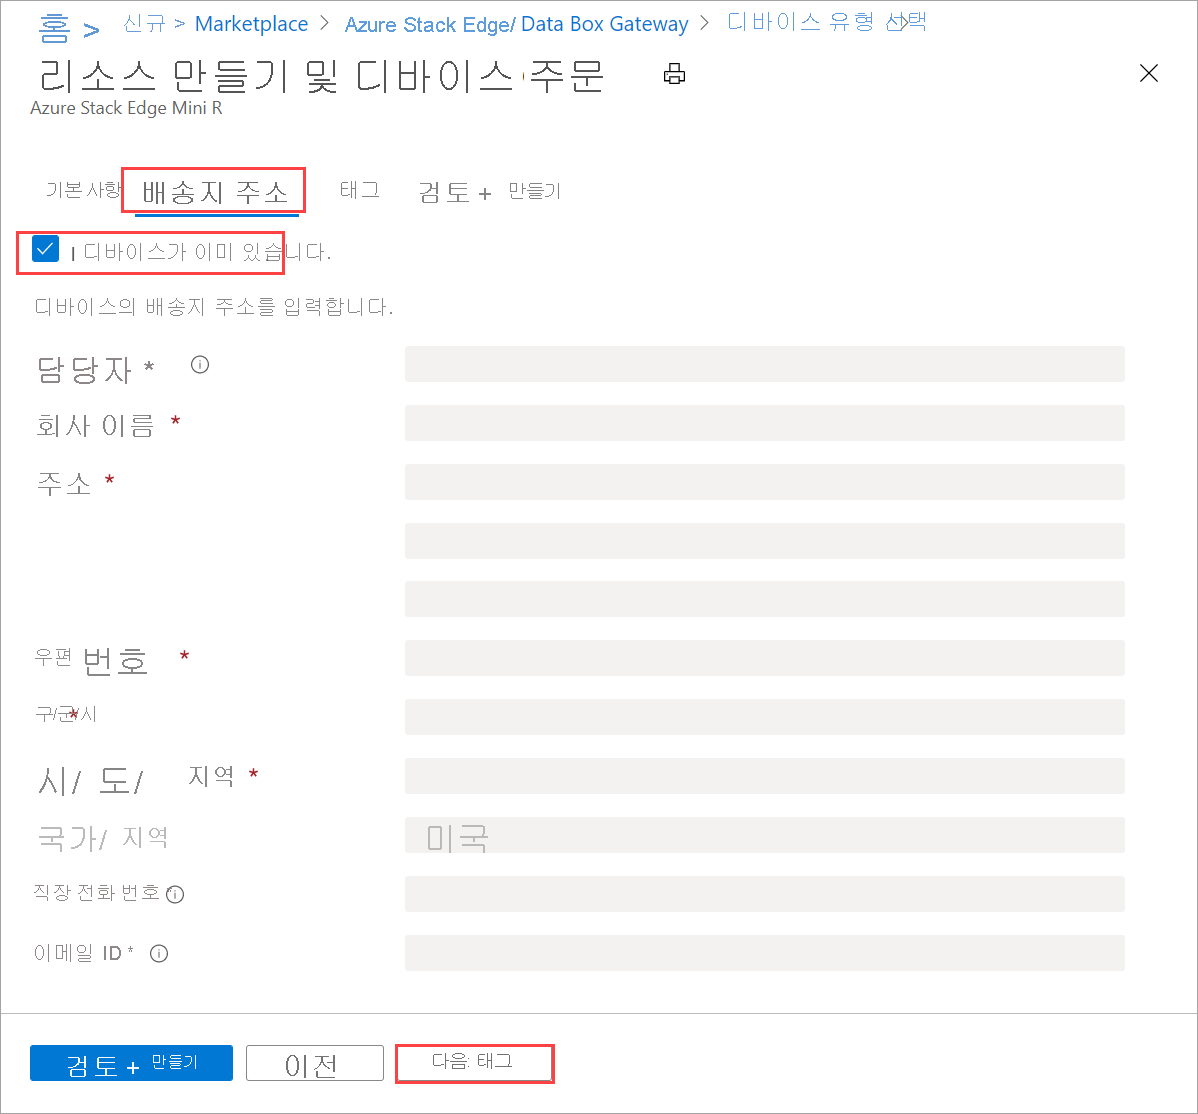 홈 > 신규 > Marketplace > Azure Stack Edge/ Data Box Gateway > 디바이스 유형 선택
리소스 만들기 및 디바이스 주문
Azure Stack Edge Mini R
기본 사항 배송지 주소 태그 검토 + 만들기
I 디바이스가 이미 있습니다.
디바이스의 배송지 주소를 입력합니다.
담당자 *
회사 이름 *
주소 *
우편 번호 *
구/군/시 *
시/ 도/ 지역 *
국가/ 지역 미국
직장 전화 번호
이메일 ID *
검토 + 만들기 이전 다음: 태그